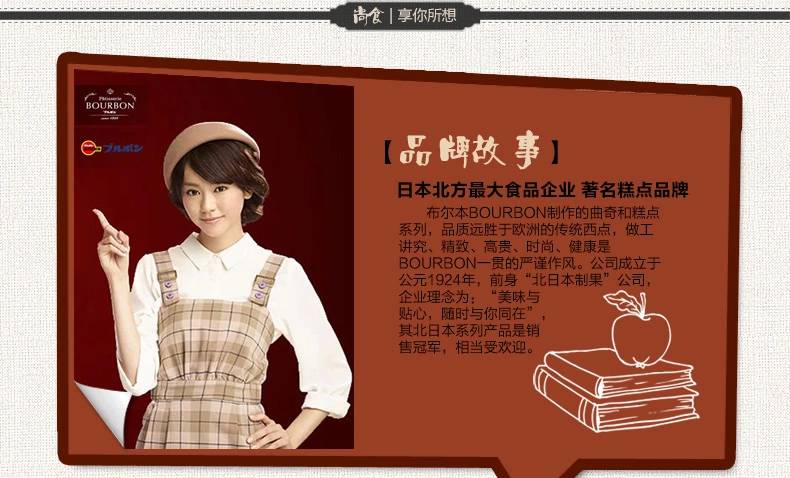 尚食 | 享你所想
Pâtisserie
BOURBON
ブルボン
since 1924
ブルボン
【品牌故事】
日本北方最大食品企业 著名糕点品牌
布尔本BOURBON制作的曲奇和糕点
系列，品质远胜于欧洲的传统西点，做工
讲究、精致、高贵、时尚、健康是
BOURBON一贯的严谨作风。公司成立于
公元1924年，前身“北日本制果”公司，
企业理念为：“美味与
贴心，随时与你同在”，
其北日本系列产品是销
售冠军，相当受欢迎。